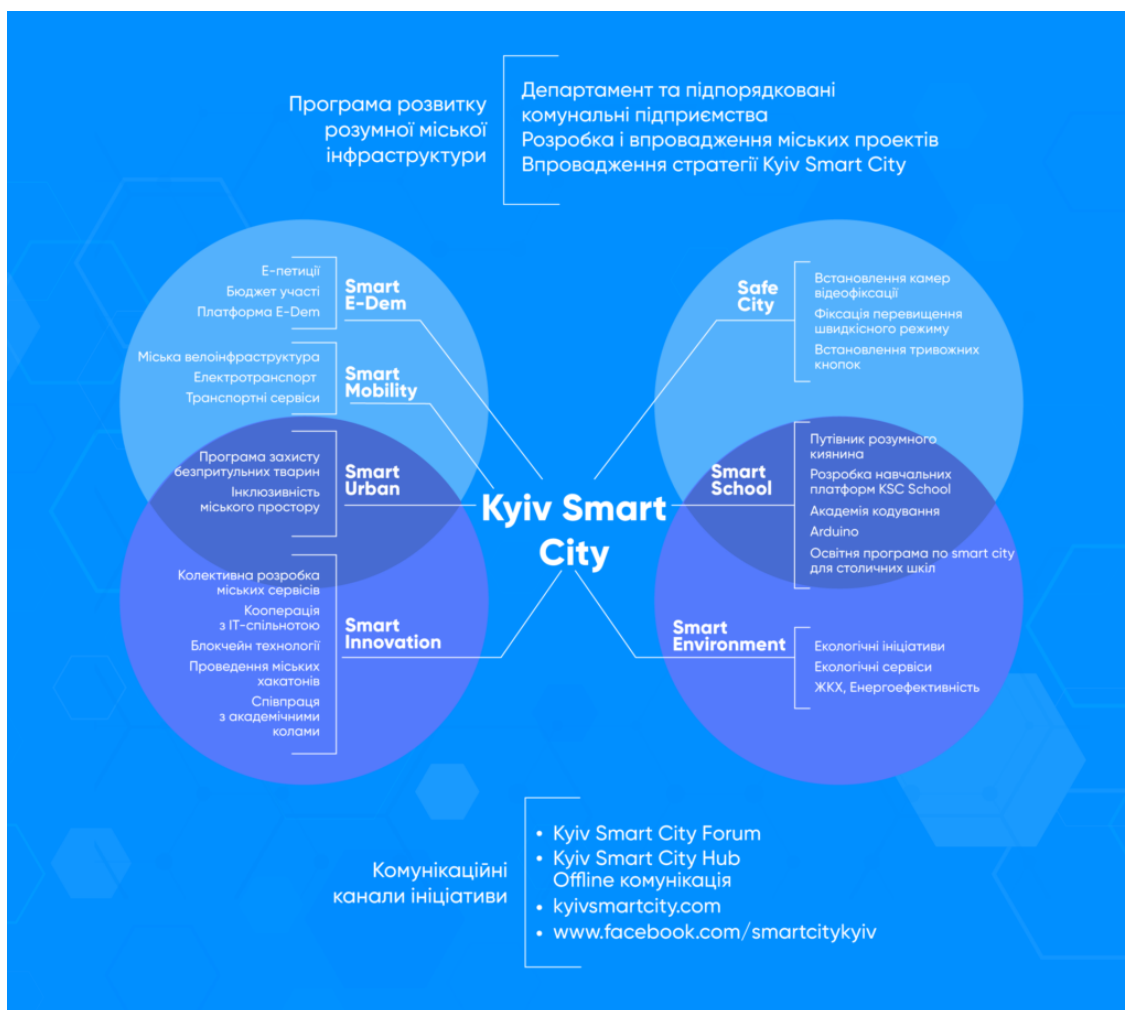 Програма розвитку
розумної міської
інфраструктури
Департамент та підпорядковані
комунальні підприємства
Розробка і впровадження міських проектів
Впровадження стратегії Kyiv Smart City
Е-петиції
Бюджет участі
Платформа E-Dem
Smart
E-Dem
Міська велоінфраструктура
Електротранспорт
Транспортні сервіси
Smart
Mobility
Програма захисту
безпритульних тварин
Інклюзивність
міського простору
Smart
Urban
Колективна розробка
міських сервісів
Кооперація
з ІТ-спільнотою
Блокчейн технології
Проведення міських
хакатонів
Співпраця
з академічними
колами
Smart
Innovation
Kyiv Smart
City
Safe
City
Встановлення камер
відеофіксації
Фіксація перевищення
швидкісного режиму
Встановлення тривожних
кнопок
Smart
School
Путівник розумного
киянина
Розробка навчальних
платформ KSC School
Академія кодування
Arduino
Освітня програма по smart city
для столичних шкіл
Smart
Environment
Екологічні ініціативи
Екологічні сервіси
ЖКХ, Енергоефективність
Комунікаційні
канали ініціативи
• Kyiv Smart City Forum
• Kyiv Smart City Hub
Offline комунікація
• kyivsmartcity.com
• www.facebook.com/smartcitykyiv